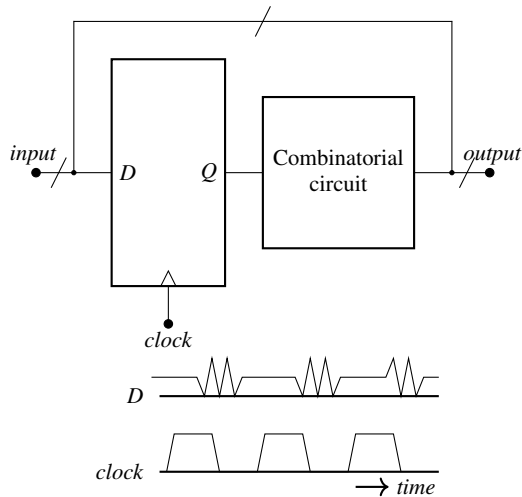 input
D
Q
Combinatorial
circuit
output
clock
D
clock
time